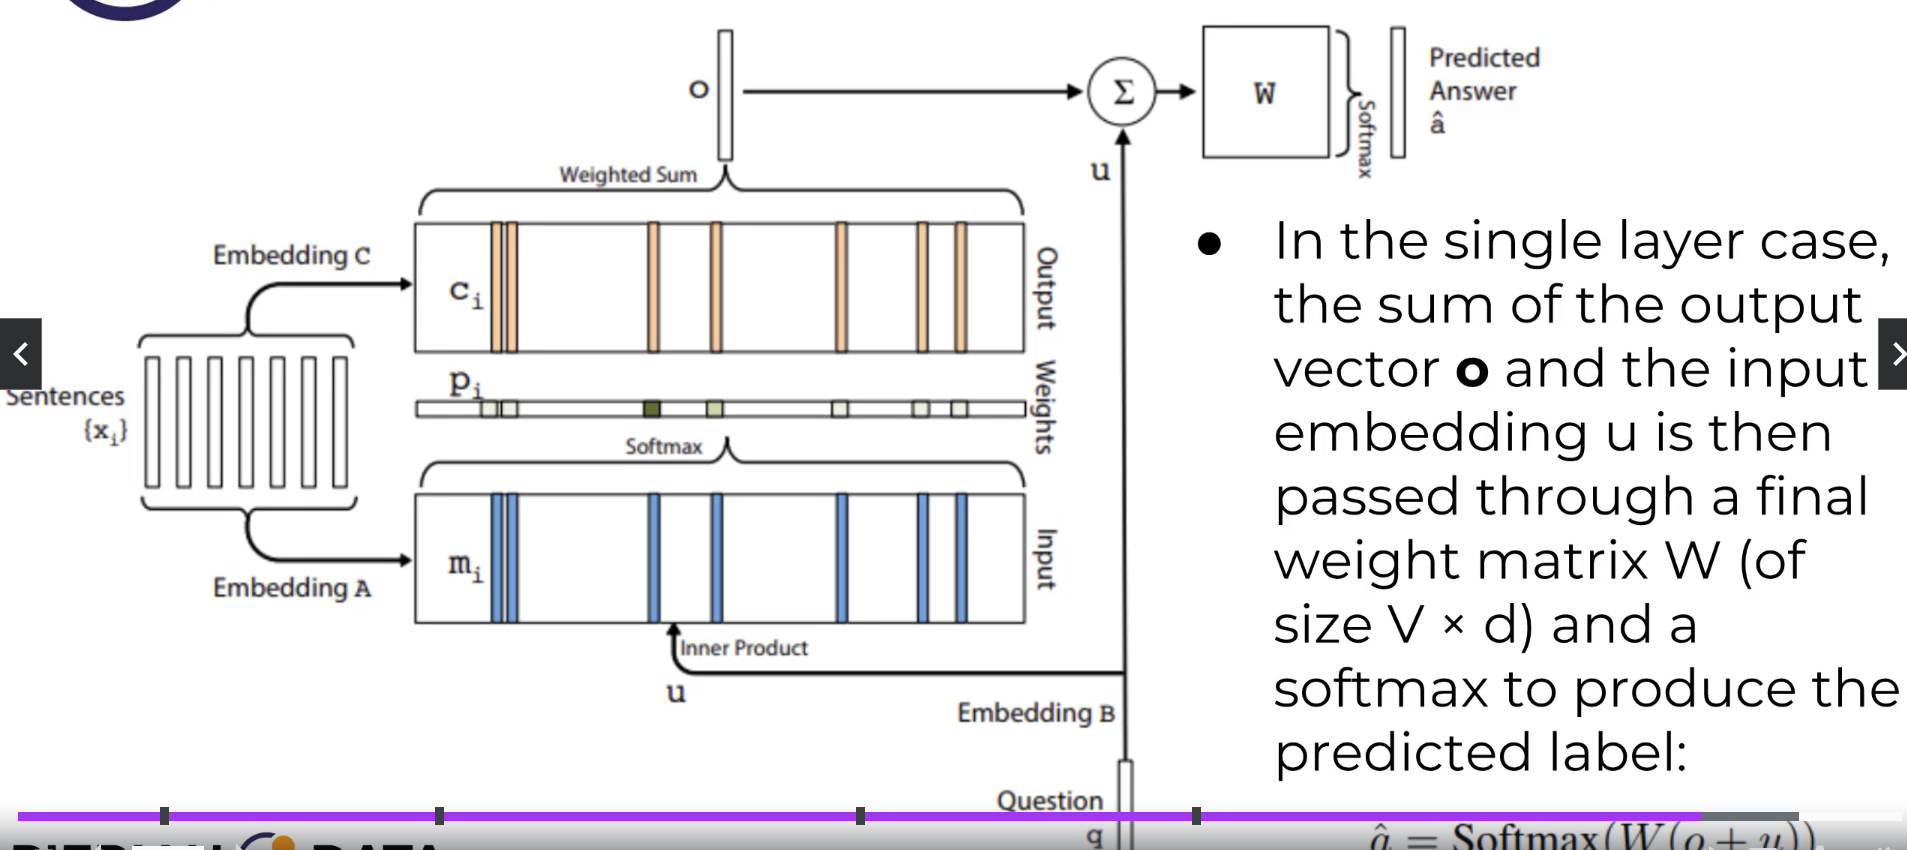 O
Σ
W
Softmax
Predicted
Answer
â
u
Weighted Sum
Embedding C
c_i
Output
Sentences
{x_i}
p_i
Weights
Softmax
m_i
Input
Embedding A
Inner Product
u
Embedding B
Question
q
● In the single layer case,
the sum of the output
vector o and the input
embedding u is then
passed through a final
weight matrix W (of
size V × d) and a
softmax to produce the
predicted label:
â = Softmax(W(o + u))
DATA